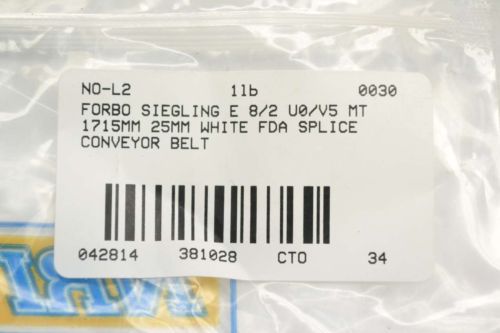 NO-L2 1lb 0030
FORBO SIEGLING E 8/2 U0/V5 MT
1715MM 25MM WHITE FDA SPLICE
CONVEYOR BELT
042814 381028 CTO 34